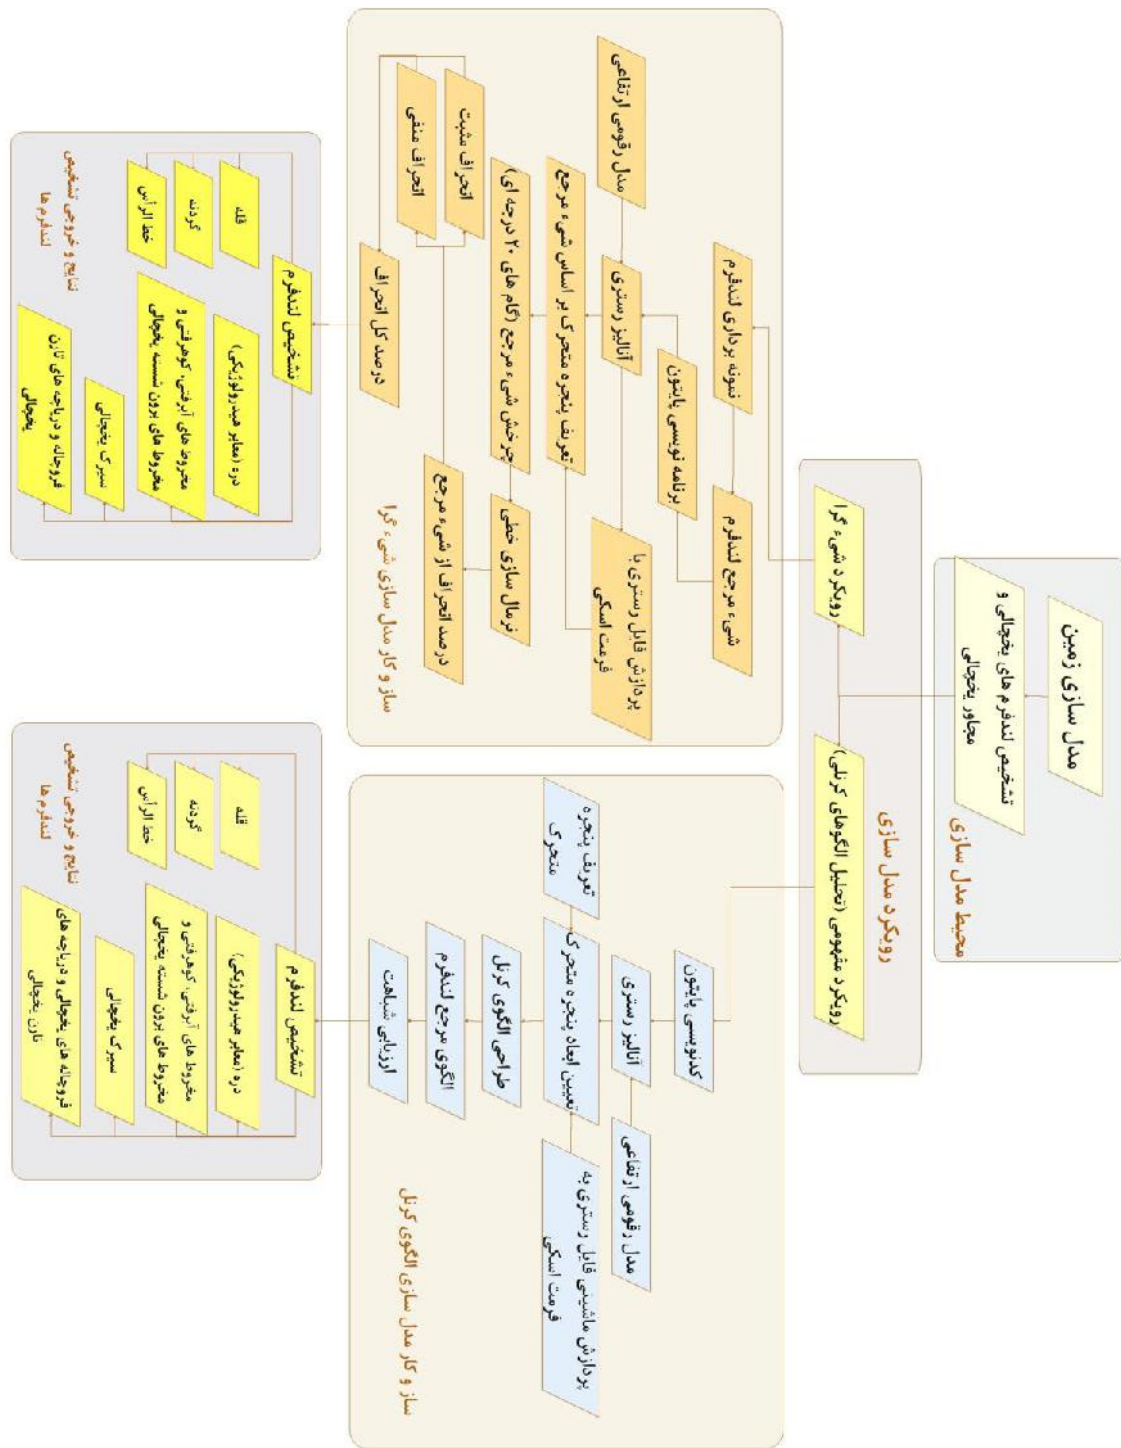 مدل سازی زمین
تشخیص لندفرم های یخچالی و
مجاور یخچالی
محیط مدل سازی
رویکرد شیء گرا
رویکرد مفهومی (تحلیل الگوهای کرنلی)
رویکرد مدل سازی
نمونه برداری لندفرم
شیء مرجع لندفرم
برنامه نویسی پایتون
مدل رقومی ارتفاعی
آنالیز رستری
پردازش فایل رستری با
فرمت اسکی
تعریف پنجره متحرک بر اساس شیء مرجع
چرخش شیء مرجع (گام های ۲۰ درجه ای)
نرمال سازی خطی
انحراف مثبت
انحراف منفی
درصد انحراف از شیء مرجع
درصد کل انحراف
ساز و کار مدل سازی شیء گرا
تشخیص لندفرم
قله
گردنه
خط الرأس
دره (معابر هیدرولوژیکی)
مخروط های آبرفتی، کوهرفتی و
مخروط های برون شسته یخچالی
سیرک یخچالی
فروچاله و دریاچه های تارن
یخچالی
نتایج و خروجی تشخیص
لندفرم ها
کدنویسی پایتون
آنالیز رستری
مدل رقومی ارتفاعی
تعریف پنجره
متحرک
تعیین ابعاد پنجره متحرک
پردازش ماشینی فایل رستری به
فرمت اسکی
طراحی الگوی کرنل
الگوی مرجع لندفرم
ارزیابی شباهت
ساز و کار مدل سازی الگوی کرنل
تشخیص لندفرم
قله
گردنه
خط الرأس
دره (معابر هیدرولوژیکی)
مخروط های آبرفتی، کوهرفتی و
مخروط های برون شسته یخچالی
سیرک یخچالی
فروچاله های یخچالی و دریاچه های
تارن یخچالی
نتایج و خروجی تشخیص
لندفرم ها